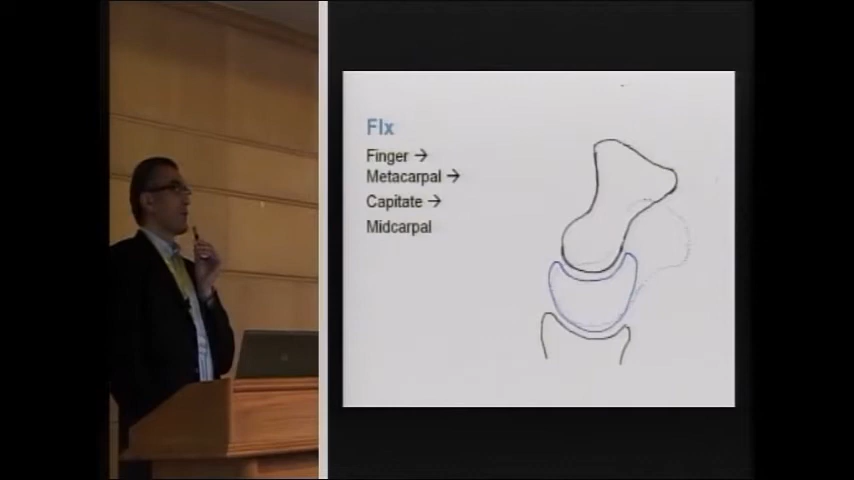 Flx
Finger →
Metacarpal →
Capitate →
Midcarpal